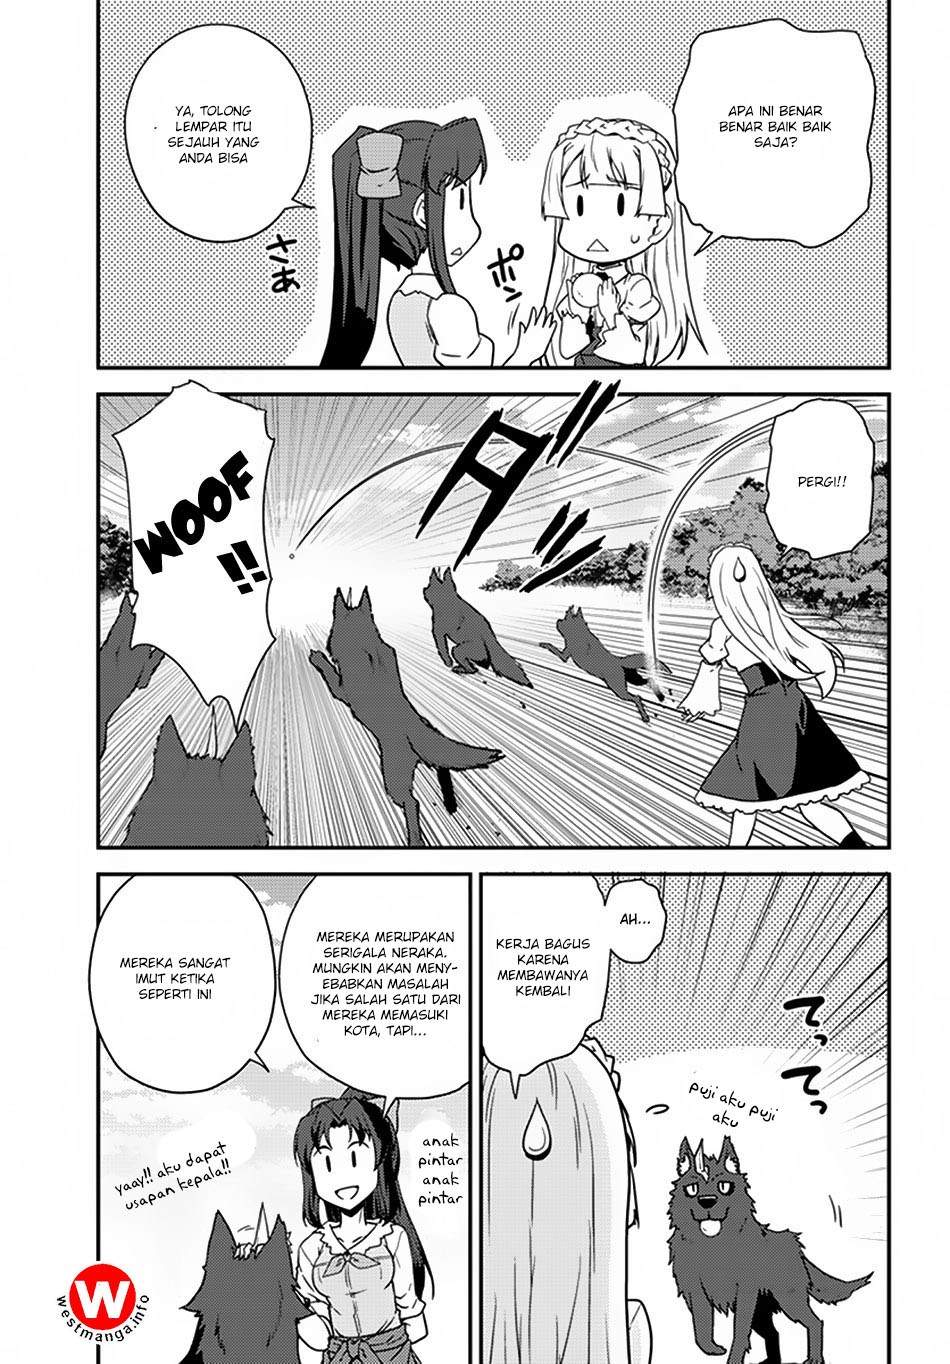 APA INI BENAR
BENAR BAIK BAIK
SAJA?
YA, TOLONG
LEMPAR ITU
SEJAUH YANG
ANDA BISA
ポン
さあ
PERGI!!
WOOF
!!
AH...
KERJA BAGUS
KARENA
MEMBAWANYA
KEMBALI
puji aku puji
aku
MEREKA MERUPAKAN
SERIGALA NERAKA.
MUNGKIN AKAN MENY-
EBABKAN MASALAH
JIKA SALAH SATU DARI
MEREKA MEMASUKI
KOTA, TAPI...
MEREKA SANGAT
IMUT KETIKA
SEPERTI INI
anak
pintar
anak
pintar
yaay!! aku dapat
usapan kepala!!
W
westmanga.info